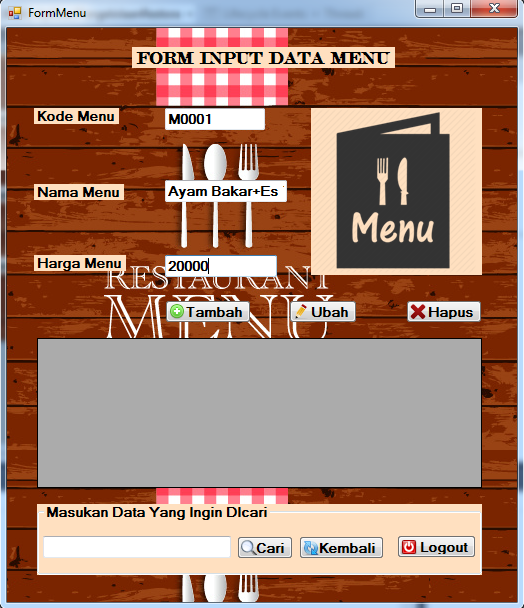 FormMenu
FORM INPUT DATA MENU
Kode Menu
M0001
Nama Menu
Ayam Bakar+Es
Menu
Harga Menu
20000
RESTAURANT
MENU
Tambah
Ubah
Hapus
Masukan Data Yang Ingin DIcari
Cari
Kembali
Logout